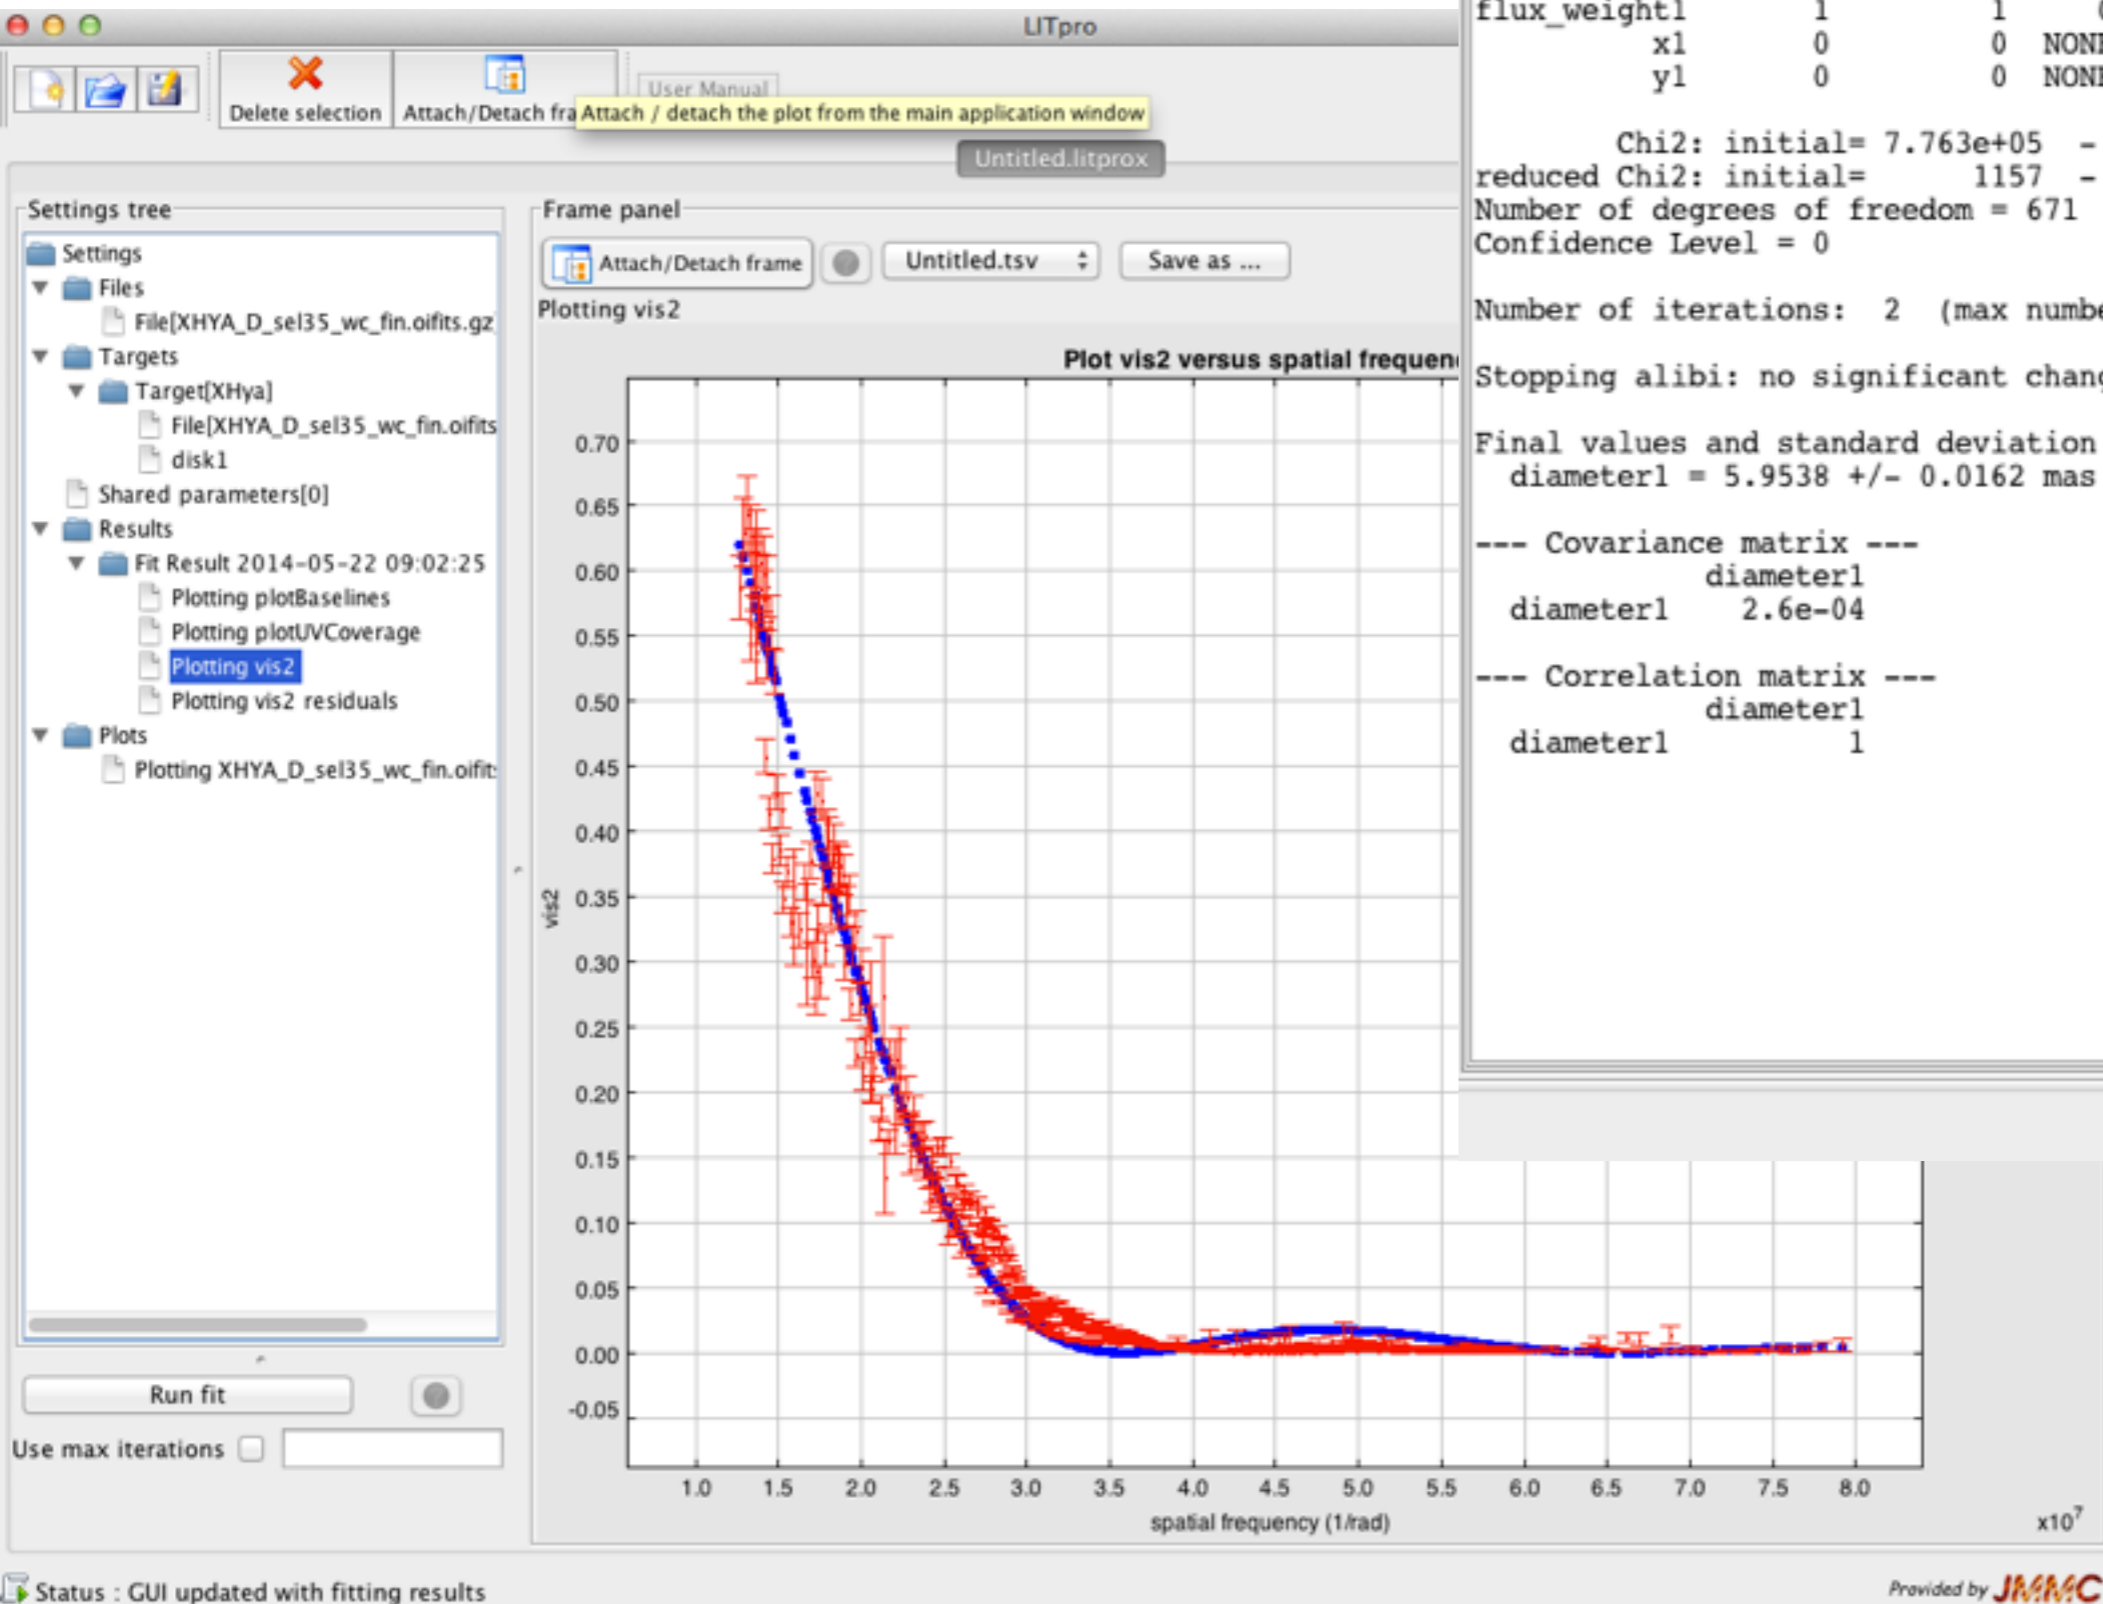 LITpro
Delete selection
Attach/Detach fra
User Manual
Attach / detach the plot from the main application window
Untitled.litprox
Settings tree
Settings
Files
File[XHYA_D_sel35_wc_fin.oifits.gz
Targets
Target[XHya]
File[XHYA_D_sel35_wc_fin.oifits
disk1
Shared parameters[0]
Results
Fit Result 2014-05-22 09:02:25
Plotting plotBaselines
Plotting plotUVCoverage
Plotting vis2
Plotting vis2 residuals
Plots
Plotting XHYA_D_sel35_wc_fin.oifit
Run fit
Use max iterations
Frame panel
Attach/Detach frame
Untitled.tsv
Save as ...
Plotting vis2
Plot vis2 versus spatial frequen
vis2
0.70
0.65
0.60
0.55
0.50
0.45
0.40
0.35
0.30
0.25
0.20
0.15
0.10
0.05
0.00
-0.05
1.0 1.5 2.0 2.5 3.0 3.5 4.0 4.5 5.0 5.5 6.0 6.5 7.0 7.5 8.0
spatial frequency (1/rad)
x10^7
flux_weight1 1 1 (
x1 0 0 NONE
y1 0 0 NONE
Chi2: initial= 7.763e+05 -
reduced Chi2: initial= 1157 -
Number of degrees of freedom = 671
Confidence Level = 0
Number of iterations: 2 (max numbe
Stopping alibi: no significant chang
Final values and standard deviation
diameter1 = 5.9538 +/- 0.0162 mas
--- Covariance matrix ---
diameter1
diameter1 2.6e-04
--- Correlation matrix ---
diameter1
diameter1 1
Status : GUI updated with fitting results
Provided by JMMC